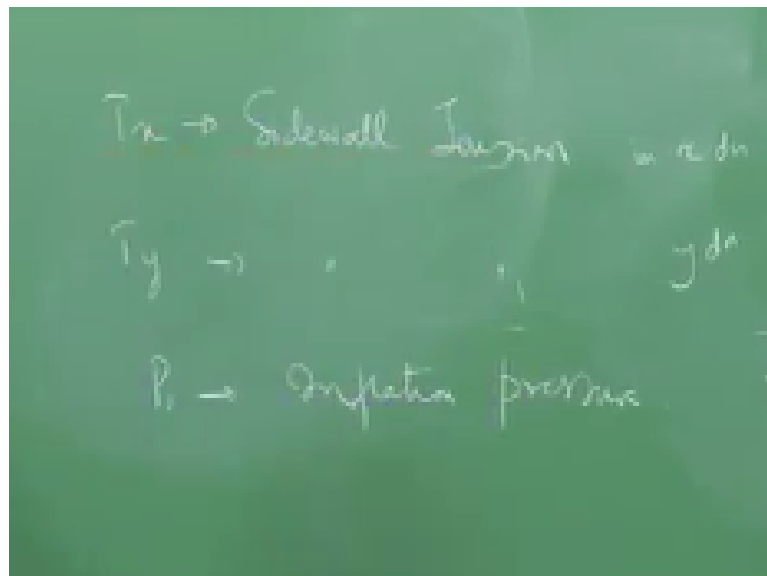 Tx → Sidewall Tension in x dn
Ty → " " y dn
Pi → Inflation pressure